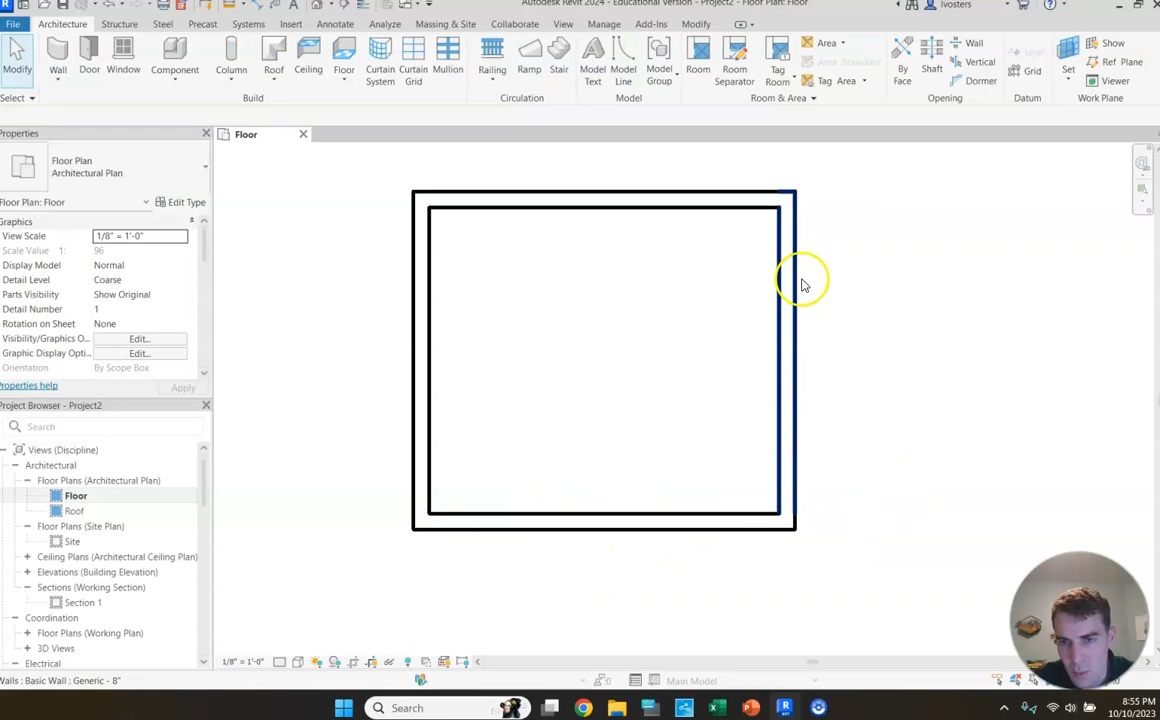 Autodesk Revit 2024 - Educational Version - Project2 - Floor Plan: Floor
lvosters
File Architecture Structure Steel Precast Systems Insert Annotate Analyze Massing & Site Collaborate View Manage Add-Ins Modify
Modify Wall Door Window Component Column Roof Ceiling Floor Curtain System Curtain Grid Mullion Railing Ramp Stair Model Text Model Line Model Group Room Room Separator Tag Room Area Area Boundary Tag Area By Face Shaft Wall Vertical Dormer Level Grid Set Show Ref Plane Viewer
Select Build Circulation Model Room & Area Opening Datum Work Plane
Properties
Floor
Floor Plan
Architectural Plan
Floor Plan: Floor Edit Type
Graphics
View Scale 1/8" = 1'-0"
Scale Value 1: 96
Display Model Normal
Detail Level Coarse
Parts Visibility Show Original
Detail Number 1
Rotation on Sheet None
Visibility/Graphics O... Edit...
Graphic Display Opti... Edit...
Orientation By Scope Box
Properties help Apply
Project Browser - Project2
Search
Views (Discipline)
Architectural
Floor Plans (Architectural Plan)
Floor
Roof
Floor Plans (Site Plan)
Site
Ceiling Plans (Architectural Ceiling Plan)
Elevations (Building Elevation)
Sections (Working Section)
Section 1
Coordination
Floor Plans (Working Plan)
3D Views
Electrical
1/8" = 1'-0"
Walls : Basic Wall : Generic - 8"
:0
Main Model
Search
8:55 PM
10/10/2023